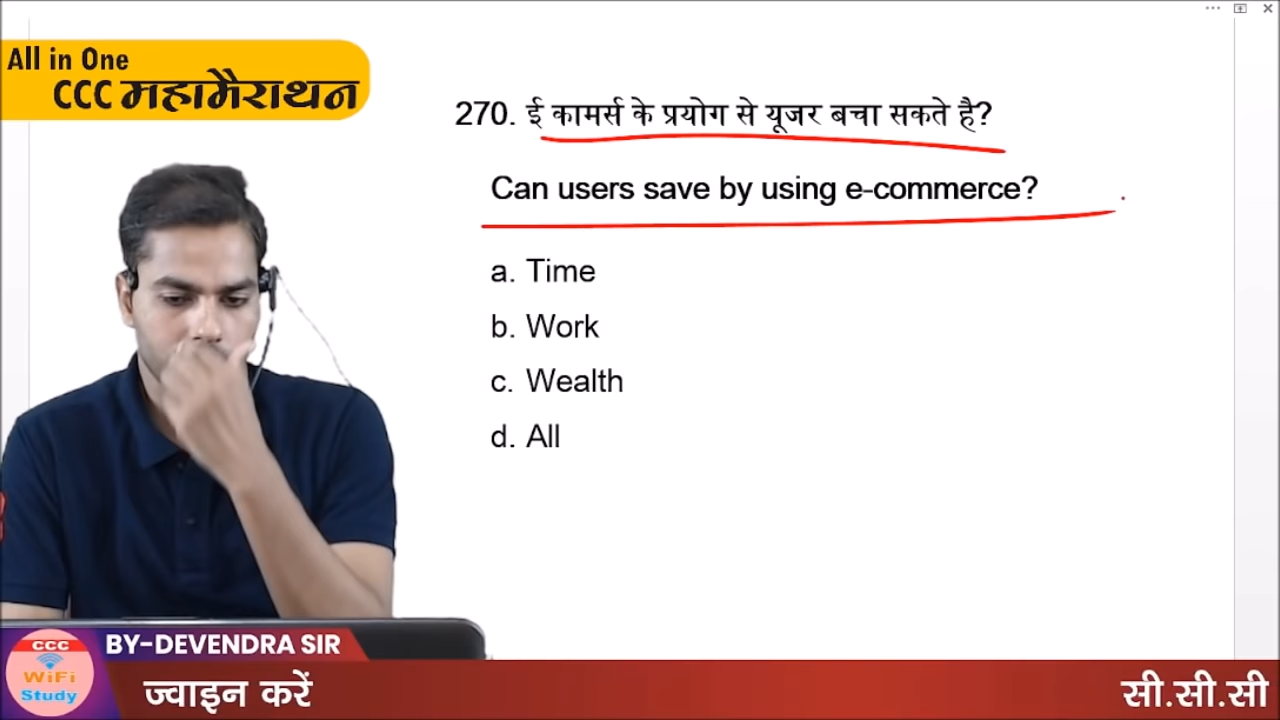 All in One
CCC महामैराथन
270. ई कामर्स के प्रयोग से यूजर बचा सकते है?
Can users save by using e-commerce?
a. Time
b. Work
c. Wealth
d. All
BY-DEVENDRA SIR
CCC
WiFi
Study
ज्वाइन करें
सी.सी.सी